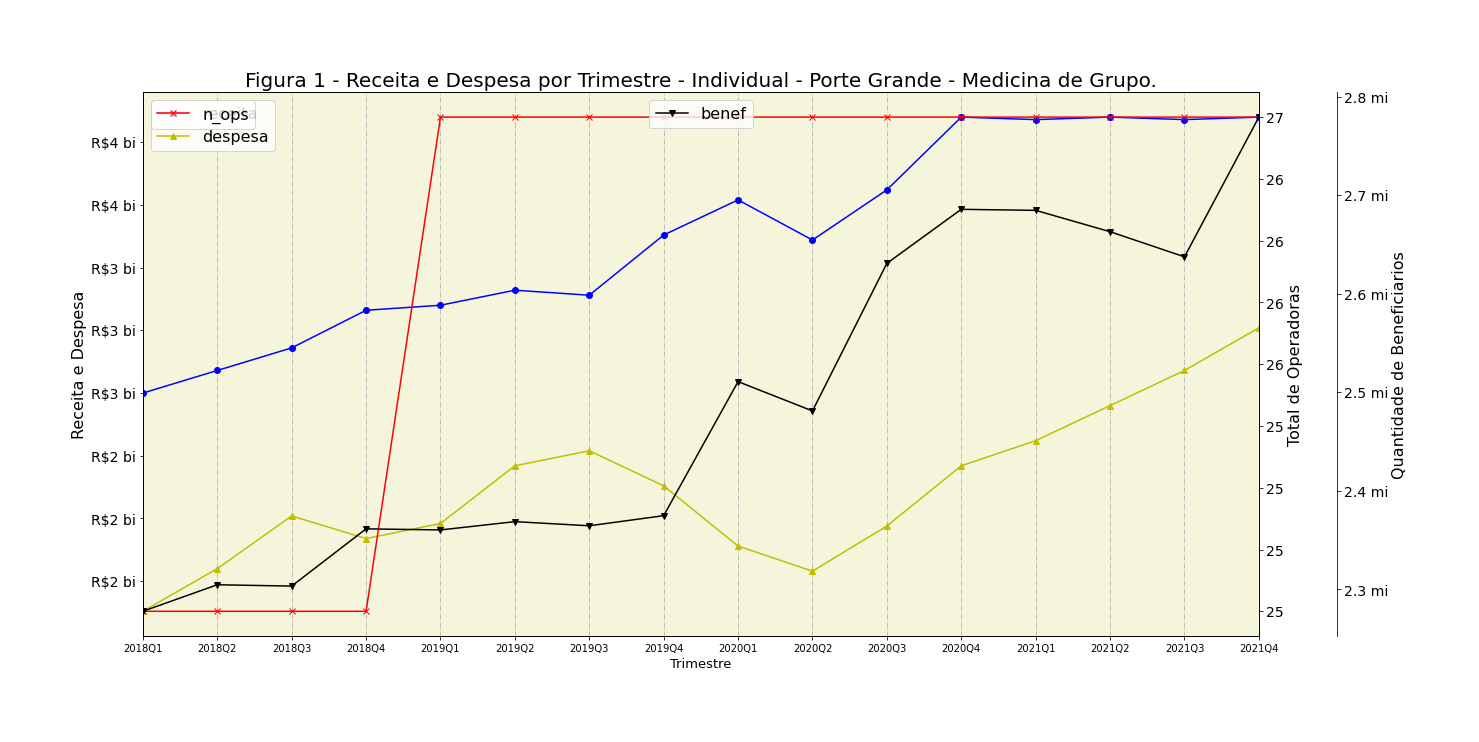 Figura 1 - Receita e Despesa por Trimestre - Individual - Porte Grande - Medicina de Grupo.
n_ops
despesa
benef
Receita e Despesa
R$4 bi
R$4 bi
R$3 bi
R$3 bi
R$3 bi
R$2 bi
R$2 bi
R$2 bi
27
26
26
26
26
25
25
25
25
Total de Operadoras
2.8 mi
2.7 mi
2.6 mi
2.5 mi
2.4 mi
2.3 mi
Quantidade de Beneficiarios
2018Q1 2018Q2 2018Q3 2018Q4 2019Q1 2019Q2 2019Q3 2019Q4 2020Q1 2020Q2 2020Q3 2020Q4 2021Q1 2021Q2 2021Q3 2021Q4
Trimestre